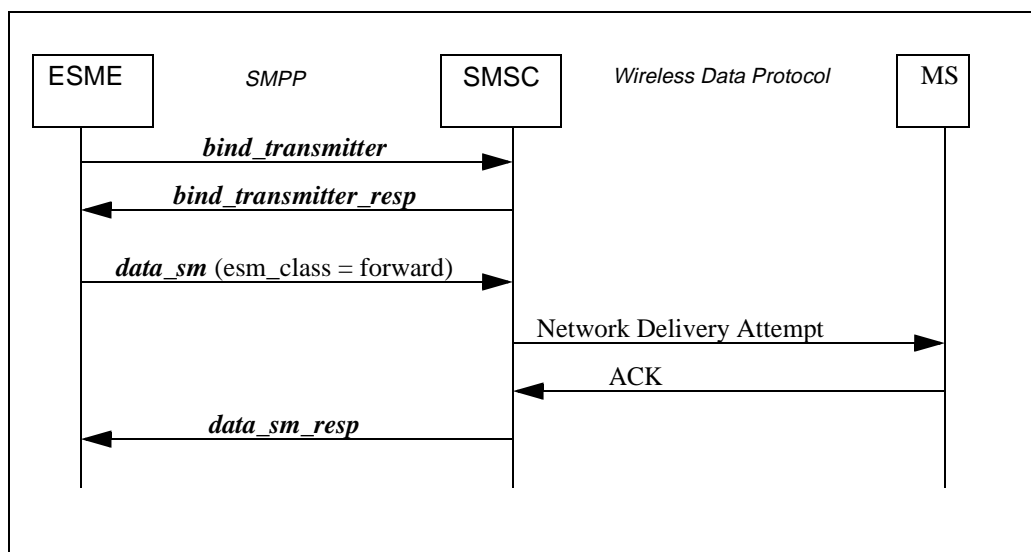 ESME
SMPP
SMSC
Wireless Data Protocol
MS
bind_transmitter
bind_transmitter_resp
data_sm (esm_class = forward)
Network Delivery Attempt
ACK
data_sm_resp